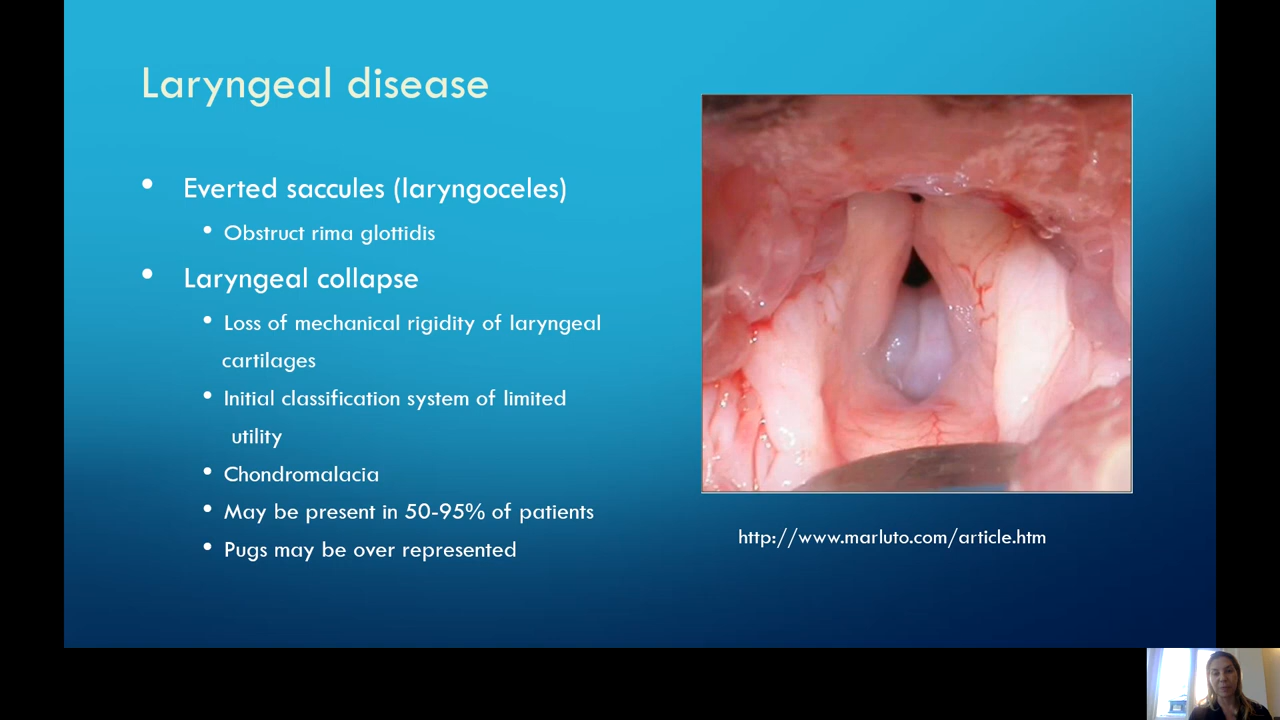 Laryngeal disease
• Everted saccules (laryngoceles)
• Obstruct rima glottidis
• Laryngeal collapse
• Loss of mechanical rigidity of laryngeal
cartilages
• Initial classification system of limited
utility
• Chondromalacia
• May be present in 50-95% of patients
• Pugs may be over represented
http://www.marluto.com/article.htm